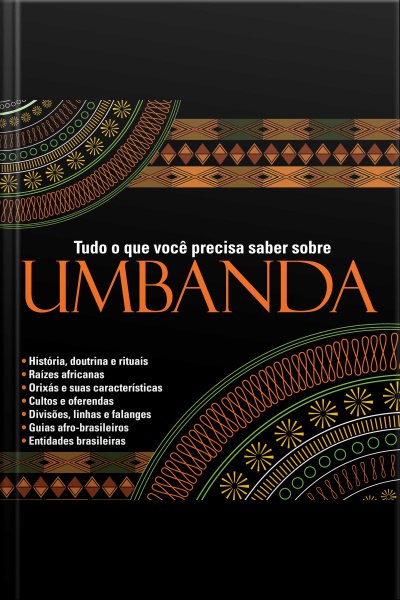 Tudo o que você precisa saber sobre
UMBANDA
• História, doutrina e rituais
• Raízes africanas
• Orixás e suas características
• Cultos e oferendas
• Divisões, linhas e falanges
• Guias afro-brasileiros
• Entidades brasileiras